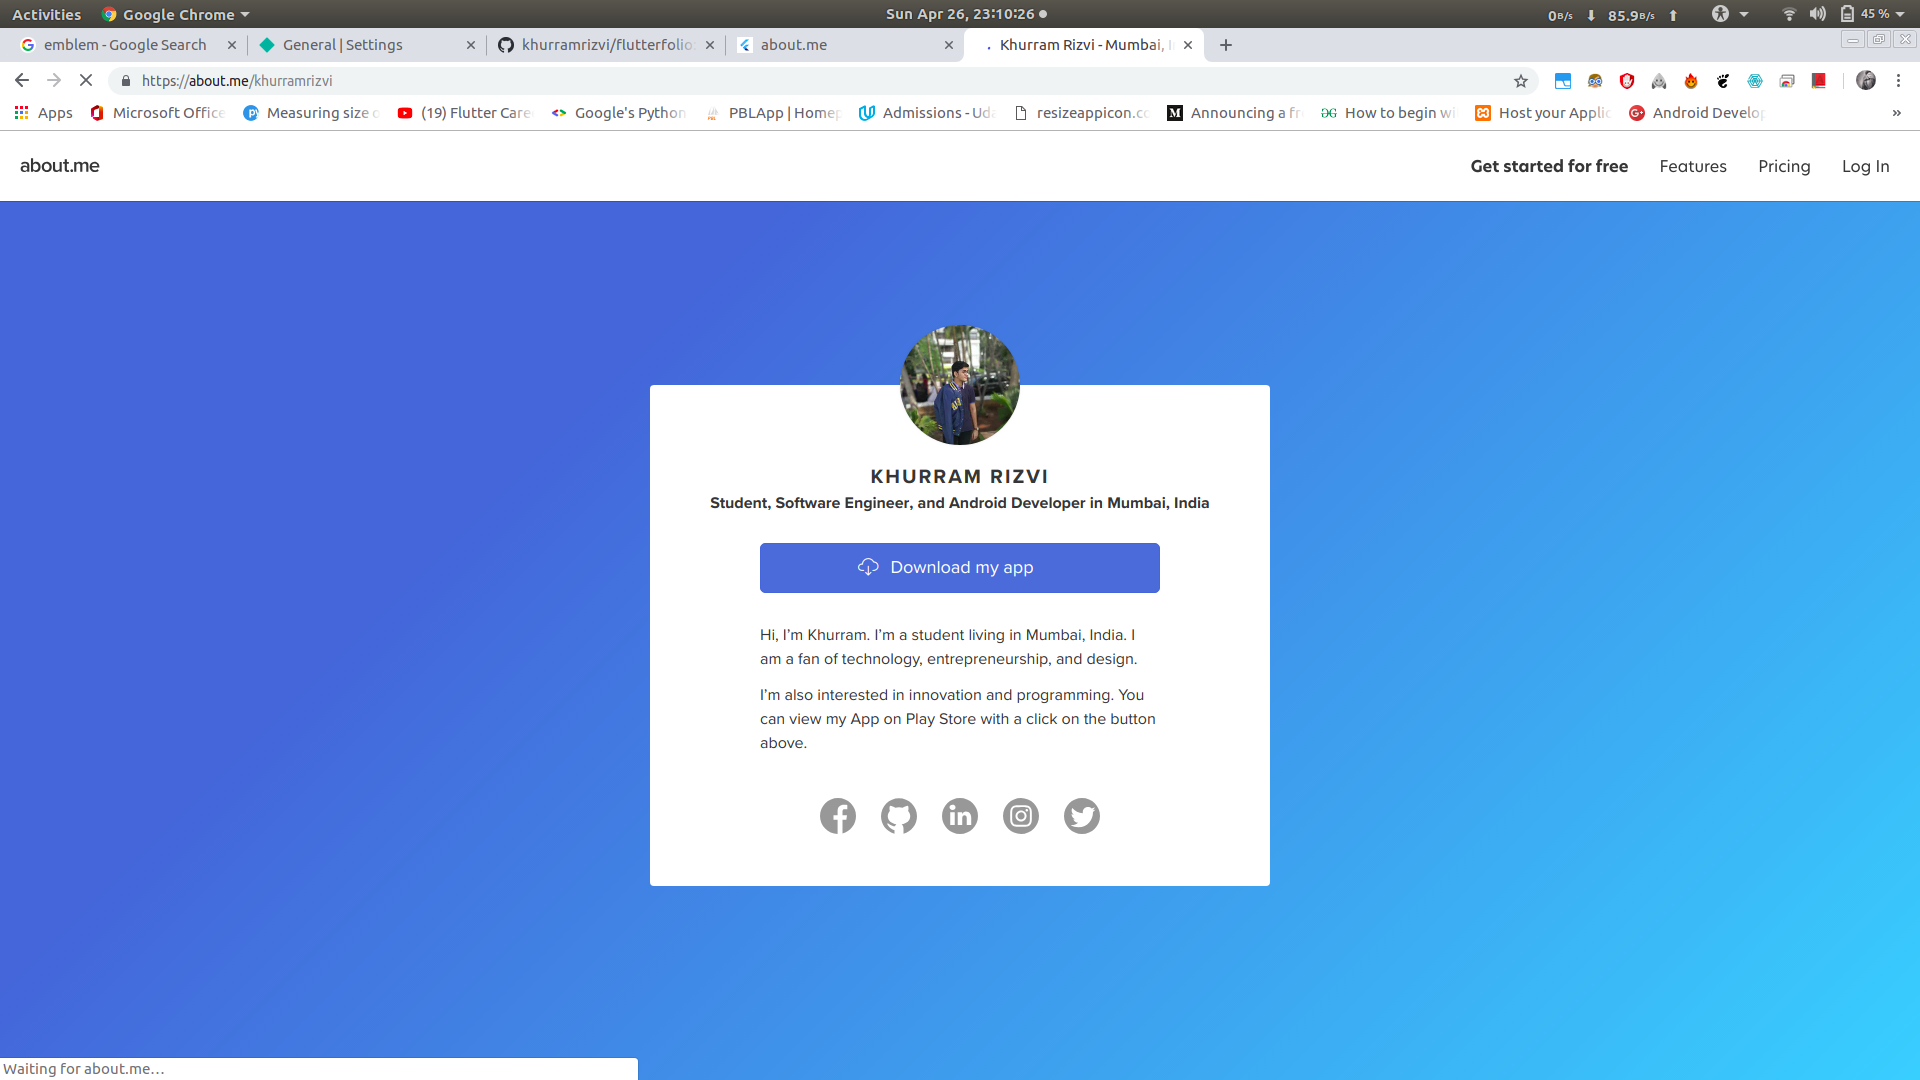 Activities Google Chrome Sun Apr 26, 23:10:26 0B/s 85.9B/s 45 %
emblem - Google Search General | Settings khurramrizvi/flutterfolio about.me Khurram Rizvi - Mumbai,
https://about.me/khurramrizvi
Apps Microsoft Office Measuring size (19) Flutter Care Google's Python PBLApp | Homep Admissions - Uda resizeappicon.co Announcing a fr How to begin wi Host your Applic Android Develop »
about.me Get started for free Features Pricing Log In
KHURRAM RIZVI
Student, Software Engineer, and Android Developer in Mumbai, India
Download my app
Hi, I’m Khurram. I’m a student living in Mumbai, India. I
am a fan of technology, entrepreneurship, and design.
I’m also interested in innovation and programming. You
can view my App on Play Store with a click on the button
above.
Waiting for about.me...